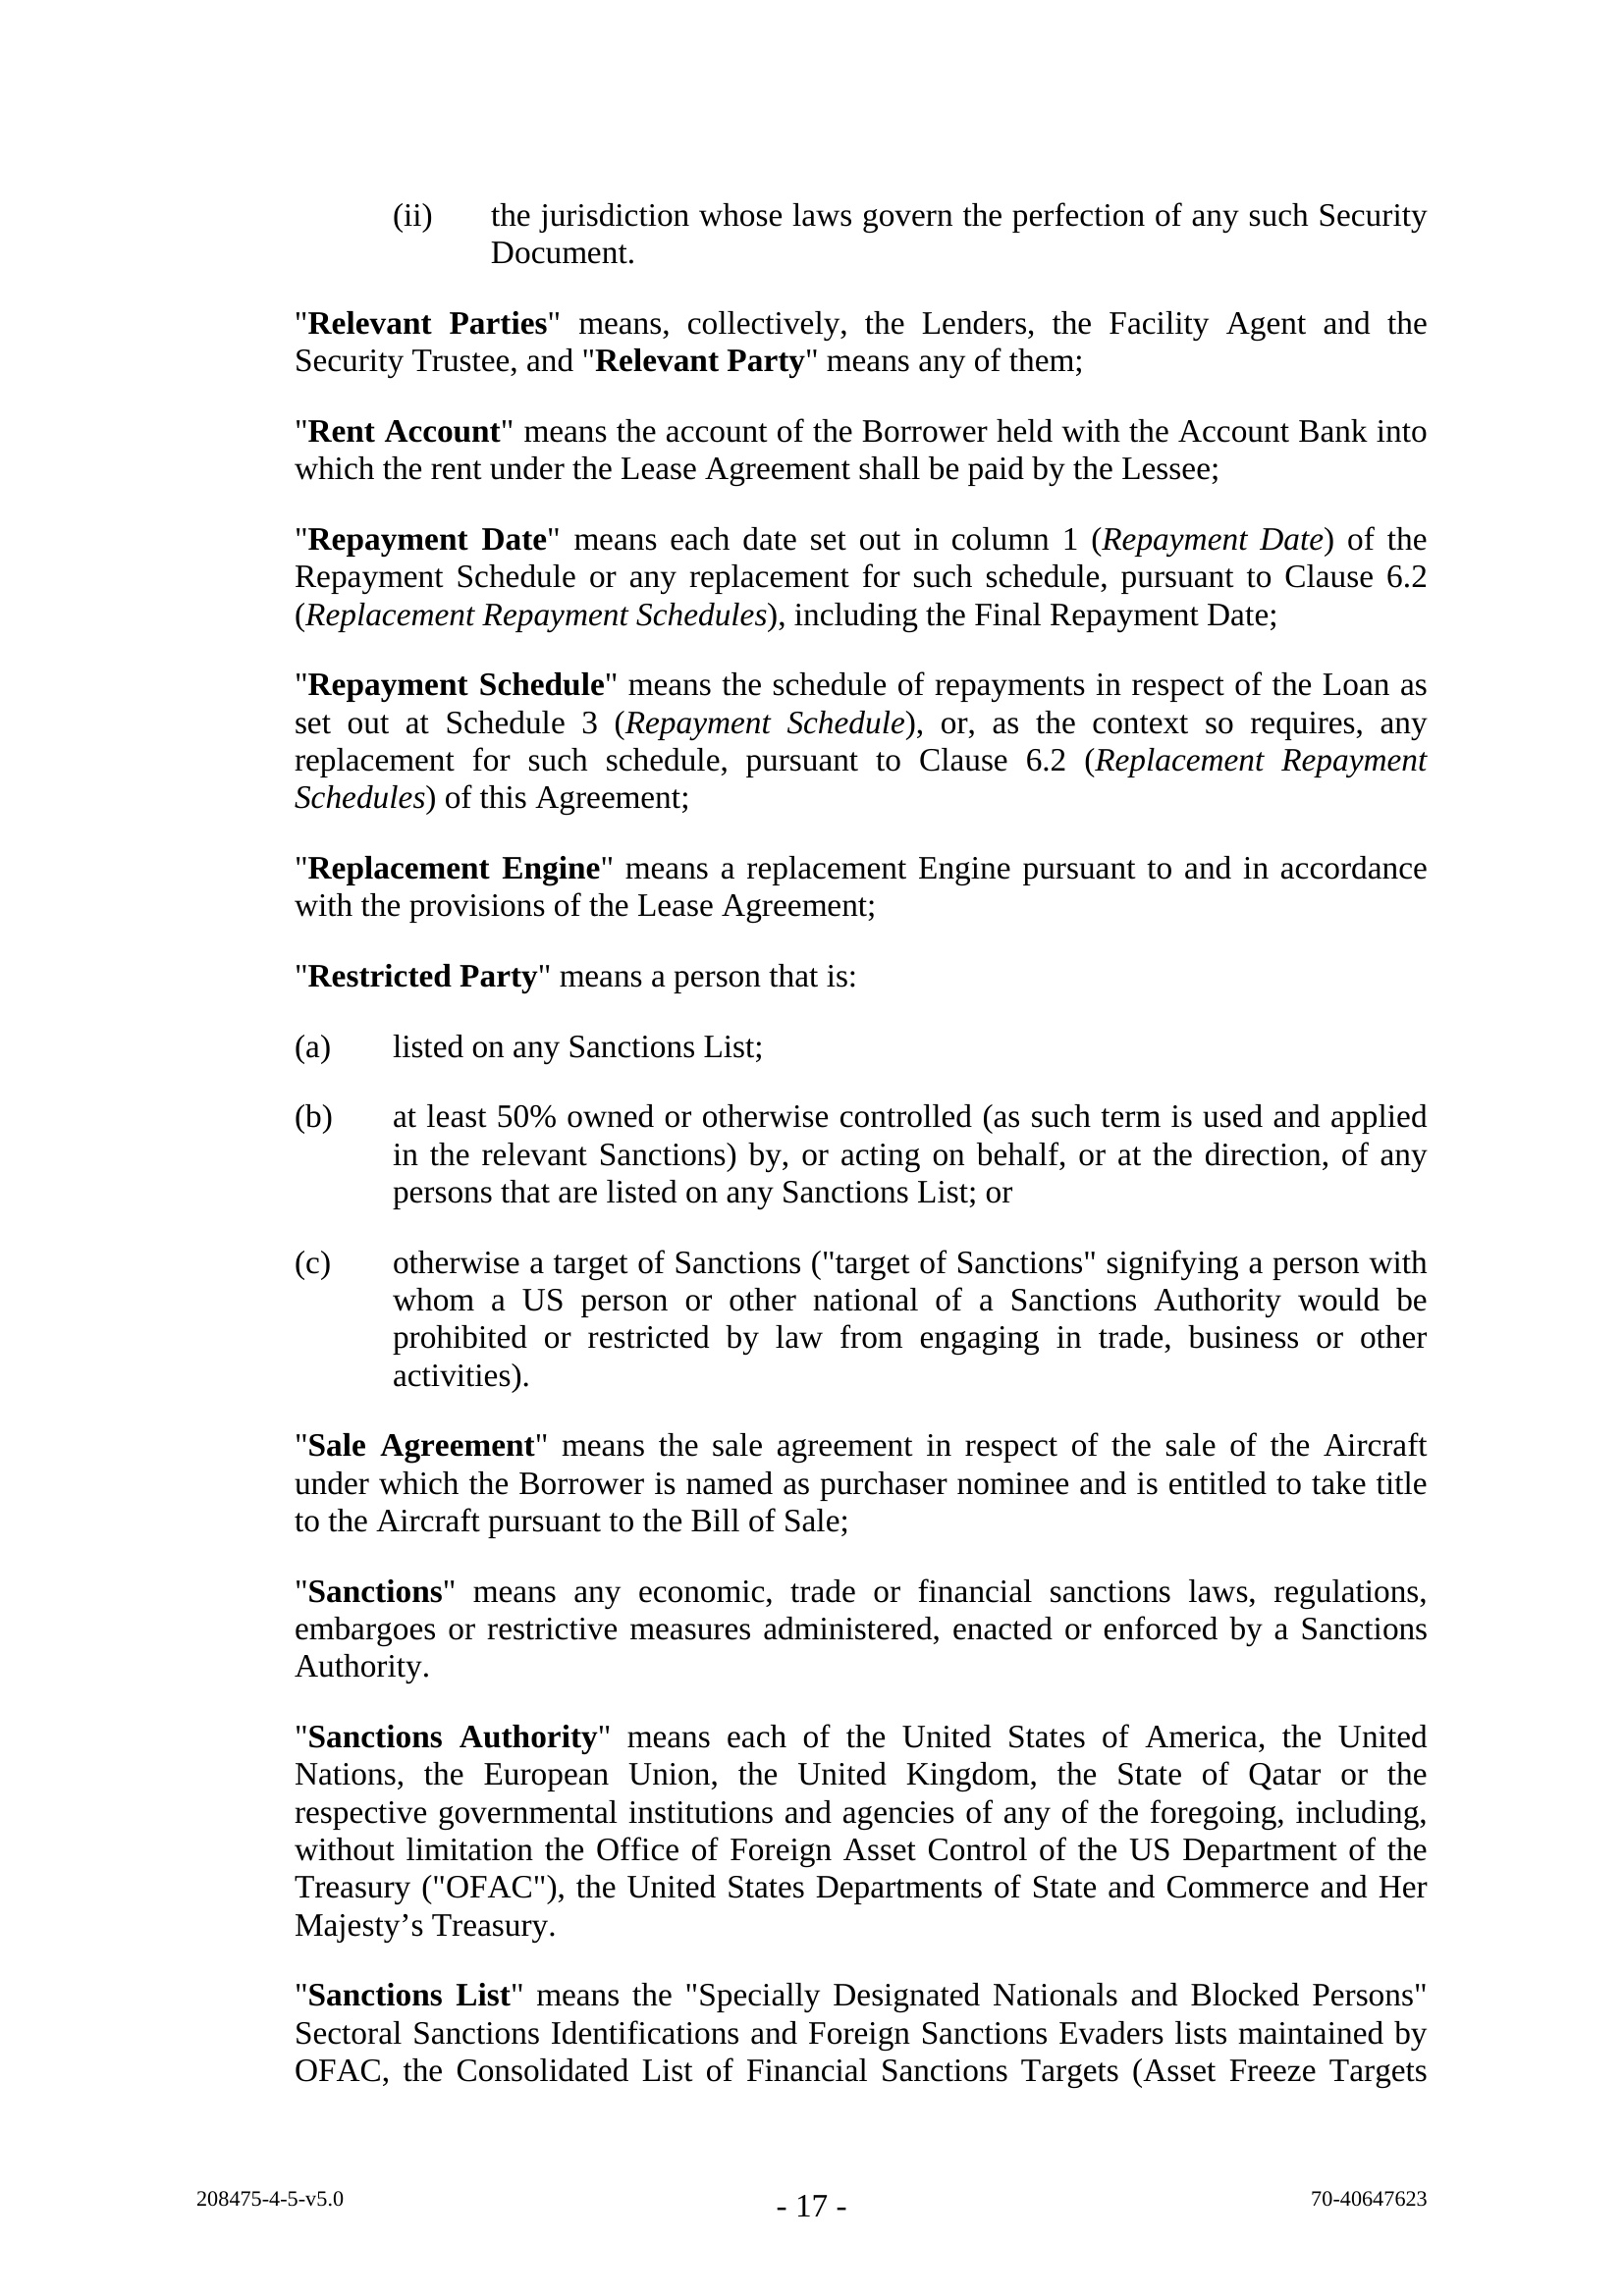 (ii) the jurisdiction whose laws govern the perfection of any such Security
Document.
"Relevant Parties" means, collectively, the Lenders, the Facility Agent and the
Security Trustee, and "Relevant Party" means any of them;
"Rent Account" means the account of the Borrower held with the Account Bank into
which the rent under the Lease Agreement shall be paid by the Lessee;
"Repayment Date" means each date set out in column 1 (Repayment Date) of the
Repayment Schedule or any replacement for such schedule, pursuant to Clause 6.2
(Replacement Repayment Schedules), including the Final Repayment Date;
"Repayment Schedule" means the schedule of repayments in respect of the Loan as
set out at Schedule 3 (Repayment Schedule), or, as the context so requires, any
replacement for such schedule, pursuant to Clause 6.2 (Replacement Repayment
Schedules) of this Agreement;
"Replacement Engine" means a replacement Engine pursuant to and in accordance
with the provisions of the Lease Agreement;
"Restricted Party" means a person that is:
(a) listed on any Sanctions List;
(b) at least 50% owned or otherwise controlled (as such term is used and applied
in the relevant Sanctions) by, or acting on behalf, or at the direction, of any
persons that are listed on any Sanctions List; or
(c) otherwise a target of Sanctions ("target of Sanctions" signifying a person with
whom a US person or other national of a Sanctions Authority would be
prohibited or restricted by law from engaging in trade, business or other
activities).
"Sale Agreement" means the sale agreement in respect of the sale of the Aircraft
under which the Borrower is named as purchaser nominee and is entitled to take title
to the Aircraft pursuant to the Bill of Sale;
"Sanctions" means any economic, trade or financial sanctions laws, regulations,
embargoes or restrictive measures administered, enacted or enforced by a Sanctions
Authority.
"Sanctions Authority" means each of the United States of America, the United
Nations, the European Union, the United Kingdom, the State of Qatar or the
respective governmental institutions and agencies of any of the foregoing, including,
without limitation the Office of Foreign Asset Control of the US Department of the
Treasury ("OFAC"), the United States Departments of State and Commerce and Her
Majesty’s Treasury.
"Sanctions List" means the "Specially Designated Nationals and Blocked Persons"
Sectoral Sanctions Identifications and Foreign Sanctions Evaders lists maintained by
OFAC, the Consolidated List of Financial Sanctions Targets (Asset Freeze Targets
208475-4-5-v5.0 - 17 - 70-40647623